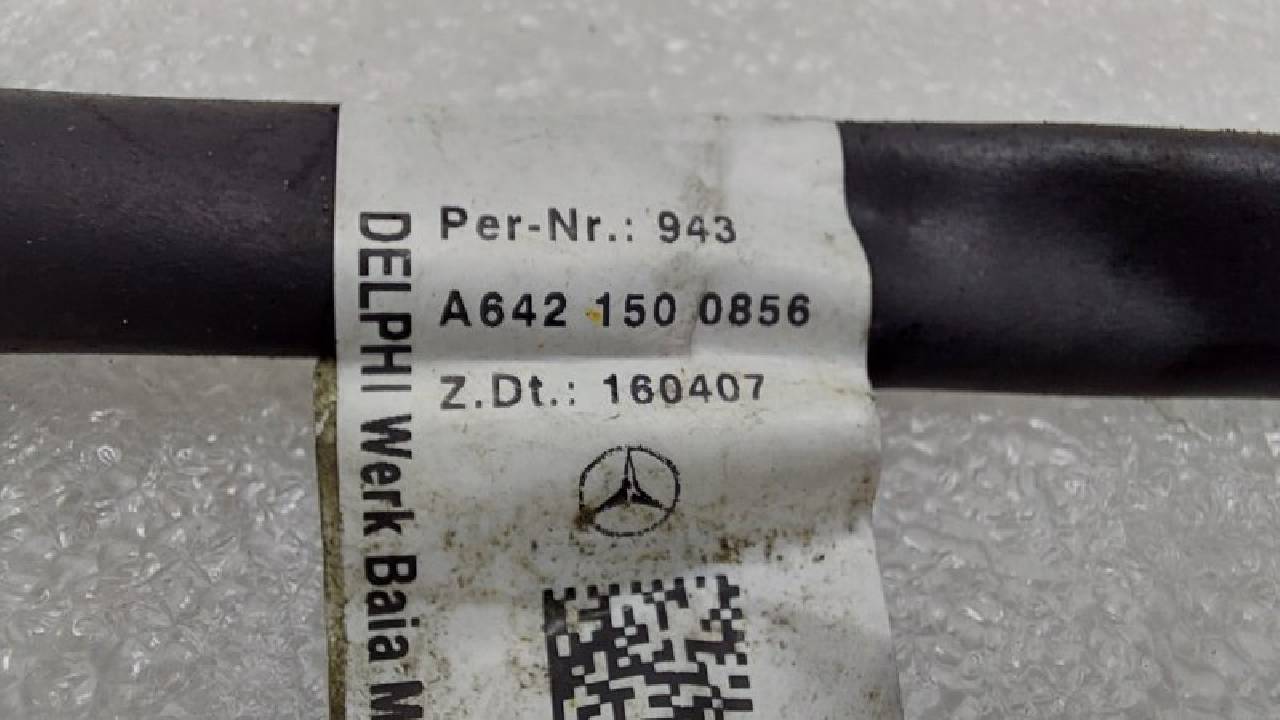 Per-Nr.: 943
A642 150 0856
Z.Dt.: 160407
DELPHI Werk Baia M